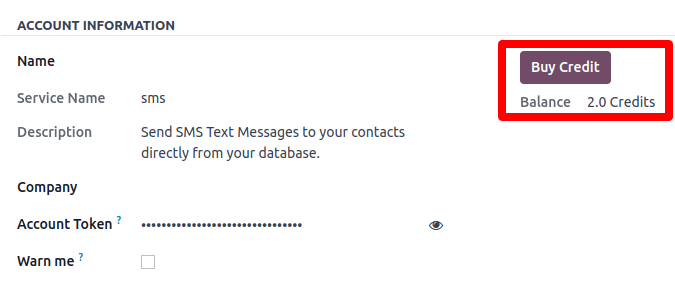 ACCOUNT INFORMATION
Name
Buy Credit
Service Name sms
Balance 2.0 Credits
Description Send SMS Text Messages to your contacts
directly from your database.
Company
Account Token ? ••••••••••••••••••••••••••••••••
Warn me ?